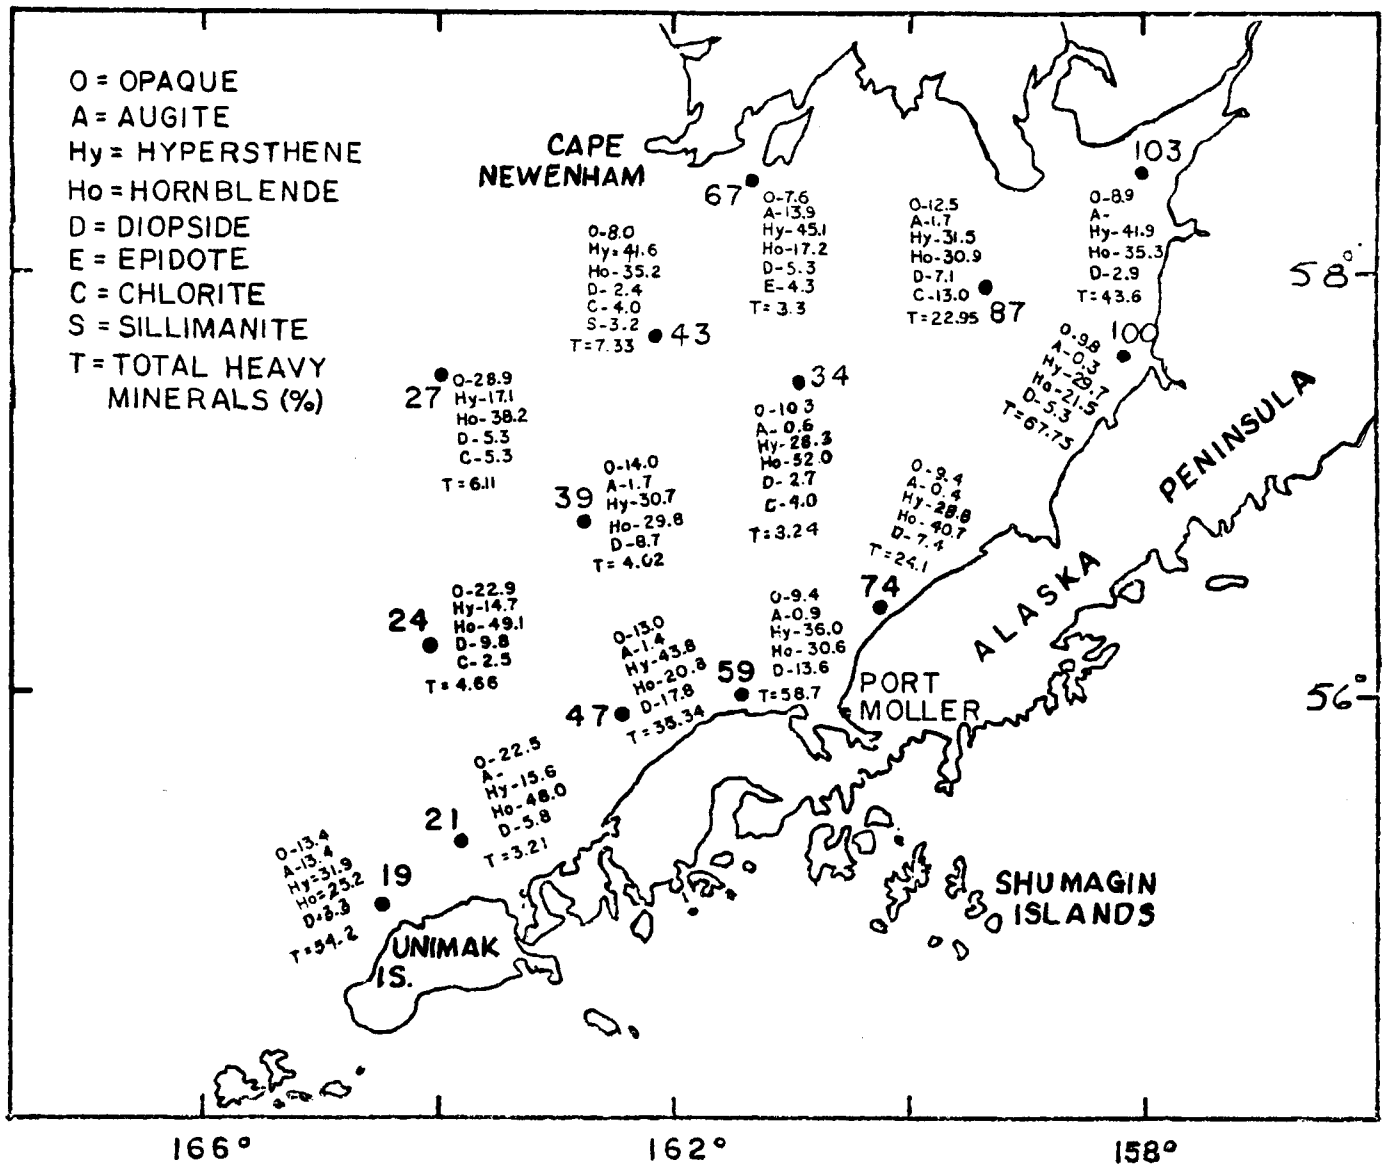 O = OPAQUE
A = AUGITE
Hy = HYPERSTHENE
Ho = HORNBLENDE
D = DIOPSIDE
E = EPIDOTE
C = CHLORITE
S = SILLIMANITE
T = TOTAL HEAVY
MINERALS (%)
CAPE
NEWENHAM
67
O-7.6
A-13.9
Hy-45.1
Ho-17.2
D-5.3
E-4.3
T=3.3
O-12.5
A-1.7
Hy-31.5
Ho-30.9
D-7.1
C-13.0
T=22.95
87
103
O-8.9
A-
Hy-41.9
Ho-35.3
D-2.9
T=43.6
58°
O-8.0
Hy=41.6
Ho-35.2
D-2.4
C-4.0
S-3.2
T=7.33
43
100
O-9.8
A-0.3
Hy-29.7
Ho-21.5
D-5.3
T=67.75
27
O-28.9
Hy-17.1
Ho-38.2
D-5.3
C-5.3
T=6.11
34
O-10.3
A-0.6
Hy-28.3
Ho-52.0
D-2.7
C-4.0
T=3.24
39
O-14.0
A-1.7
Hy-30.7
Ho-29.8
D-8.7
T=4.02
O-9.4
A-0.4
Hy-28.8
Ho-40.7
D-7.4
T=24.1
74
ALASKA PENINSULA
24
O-22.9
Hy-14.7
Ho-49.1
D-9.8
C-2.5
T=4.66
O-13.0
A-1.4
Hy-43.8
Ho-20.8
D-17.8
T=35.34
47
O-9.4
A-0.9
Hy-36.0
Ho-30.6
D-13.6
T=58.7
59
PORT
MOLLER
56°
O-22.5
A-
Hy-15.6
Ho-48.0
D-5.8
T=3.21
21
O-13.4
A-13.4
Hy=31.9
Ho=25.2
T=54.2
19
UNIMAK
IS.
SHUMAGIN
ISLANDS
166°
162°
158°